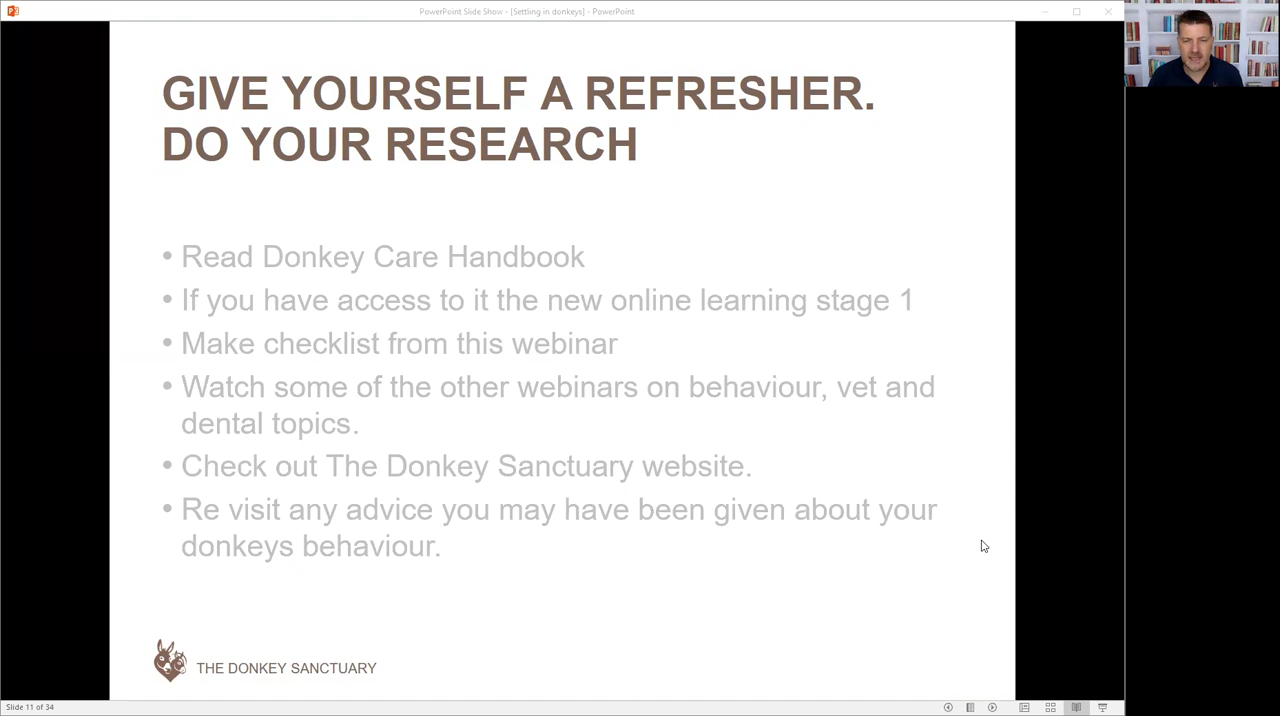 PowerPoint Slide Show - [Settling in donkeys] - PowerPoint
GIVE YOURSELF A REFRESHER.
DO YOUR RESEARCH
• Read Donkey Care Handbook
• If you have access to it the new online learning stage 1
• Make checklist from this webinar
• Watch some of the other webinars on behaviour, vet and
dental topics.
• Check out The Donkey Sanctuary website.
• Re visit any advice you may have been given about your
donkeys behaviour.
THE DONKEY SANCTUARY
Slide 11 of 34